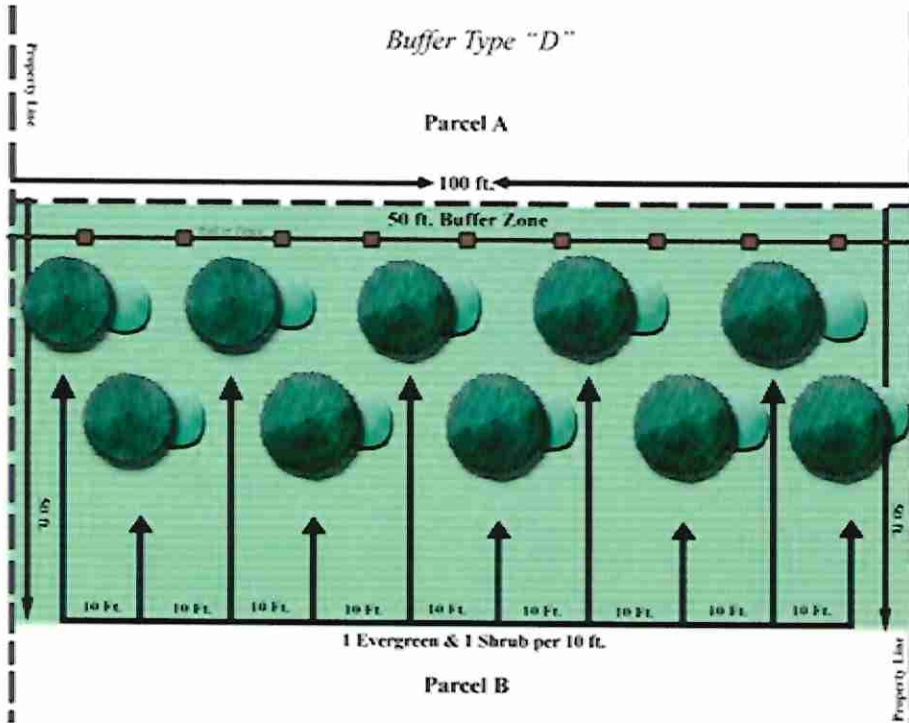 Buffer Type "D"
Property Line
Parcel A
100 ft.
50 ft. Buffer Zone
50 ft.
50 ft.
10 Ft.
10 Ft.
10 Ft.
10 Ft.
10 Ft.
10 Ft.
10 Ft.
10 Ft.
10 Ft.
1 Evergreen & 1 Shrub per 10 ft.
Parcel B
Property Line